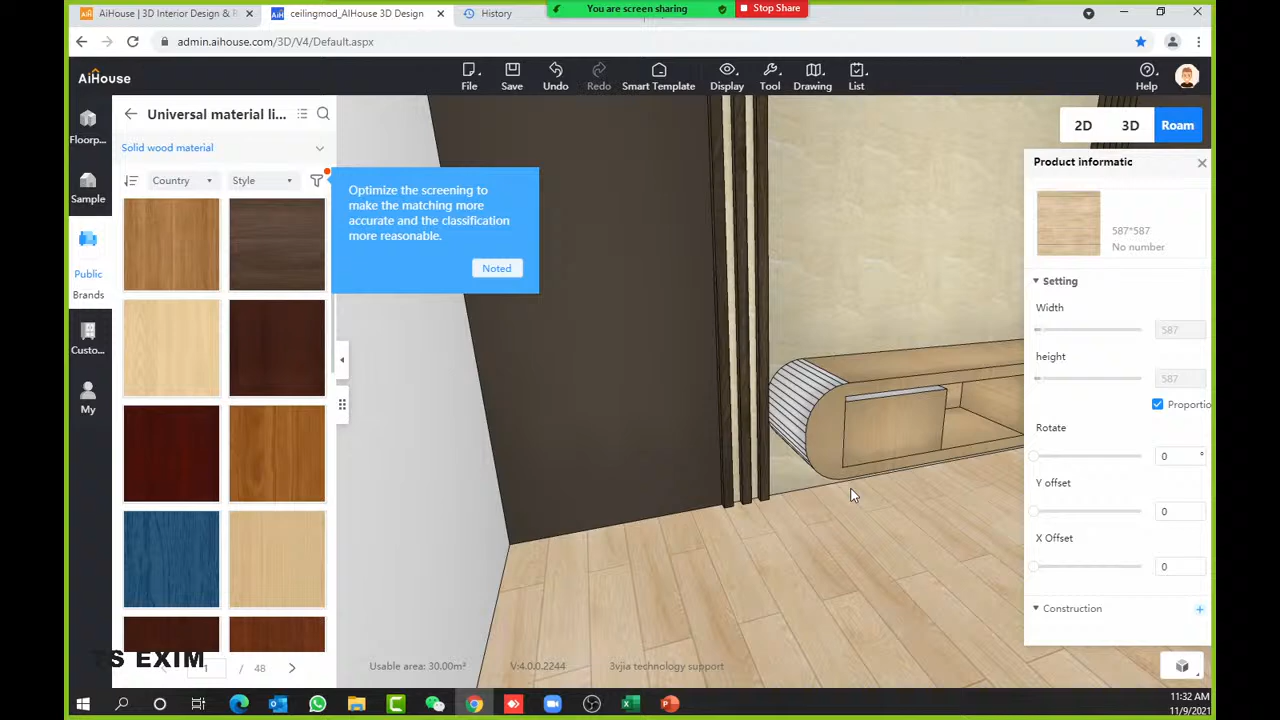 You are screen sharing
Stop Share
AiHouse | 3D Interior Design & R
ceilingmod_AIHouse 3D Design
History
admin.aihouse.com/3D/V4/Default.aspx
AiHouse
File
Save
Undo
Redo
Smart Template
Display
Tool
Drawing
List
Help
Floorp...
Sample
Public
Brands
Custo...
My
Universal material li...
Solid wood material
Country
Style
Optimize the screening to
make the matching more
accurate and the classification
more reasonable.
Noted
2D
3D
Roam
Product informatic
587*587
No number
Setting
Width
587
height
587
Proportio
Rotate
0 °
Y offset
0
X Offset
0
Construction
TS EXIM
1 / 48
Usable area: 30.00m²
V:4.0.0.2244
3vjia technology support
11:32 AM
11/9/2021